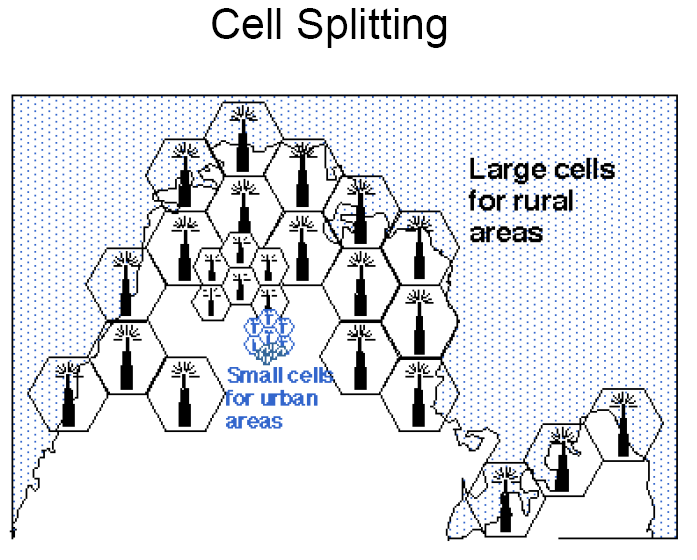 Cell Splitting
Large cells
for rural
areas
Small cells
for urban
areas